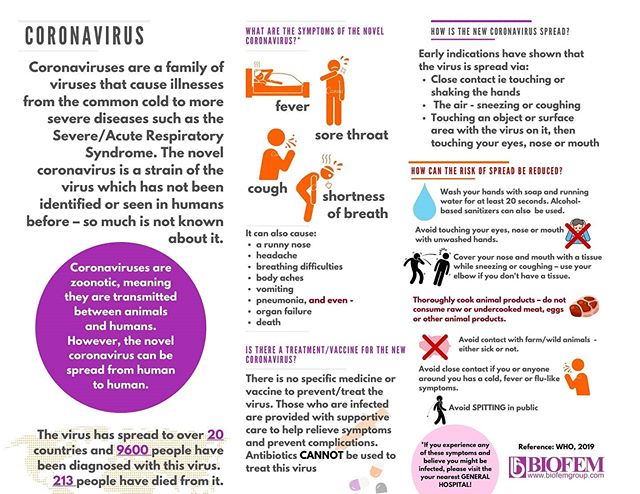 CORONAVIRUS
Coronaviruses are a family of
viruses that cause illnesses
from the common cold to more
severe diseases such as the
Severe/Acute Respiratory
Syndrome. The novel
coronavirus is a strain of the
virus which has not been
identified or seen in humans
before – so much is not known
about it.
Coronaviruses are
zoonotic, meaning
they are transmitted
between animals
and humans.
However, the novel
coronavirus can be
spread from human
to human.
The virus has spread to over 20
countries and 9600 people have
been diagnosed with this virus.
213 people have died from it.
WHAT ARE THE SYMPTOMS OF THE NOVEL
CORONAVIRUS?*
fever
sore throat
cough
shortness
of breath
It can also cause:
• a runny nose
• headache
• breathing difficulties
• body aches
• vomiting
• pneumonia, and even -
• organ failure
• death
IS THERE A TREATMENT/VACCINE FOR THE NEW
CORONAVIRUS?
There is no specific medicine or
vaccine to prevent/treat the
virus. Those who are infected
are provided with supportive
care to help relieve symptoms
and prevent complications.
Antibiotics CANNOT be used to
treat this virus
HOW IS THE NEW CORONAVIRUS SPREAD?
Early indications have shown that
the virus is spread via:
• Close contact ie touching or
shaking the hands
• The air - sneezing or coughing
• Touching an object or surface
area with the virus on it, then
touching your eyes, nose or mouth
HOW CAN THE RISK OF SPREAD BE REDUCED?
Wash your hands with soap and running
water for at least 20 seconds. Alcohol-
based sanitizers can also be used.
Avoid touching your eyes, nose or mouth
with unwashed hands.
Cover your nose and mouth with a tissue
while sneezing or coughing – use your
elbow if you don't have a tissue.
Thoroughly cook animal products – do not
consume raw or undercooked meat, eggs
or other animal products.
Avoid contact with farm/wild animals -
either sick or not.
Avoid close contact if you or anyone
around you has a cold, fever or flu-like
symptoms.
Avoid SPITTING in public
*If you experience any
of these symptoms and
believe you might be
infected, please visit the
your nearest GENERAL
HOSPITAL!
Reference: WHO, 2019
BIOFEM
www.biofemgroup.com